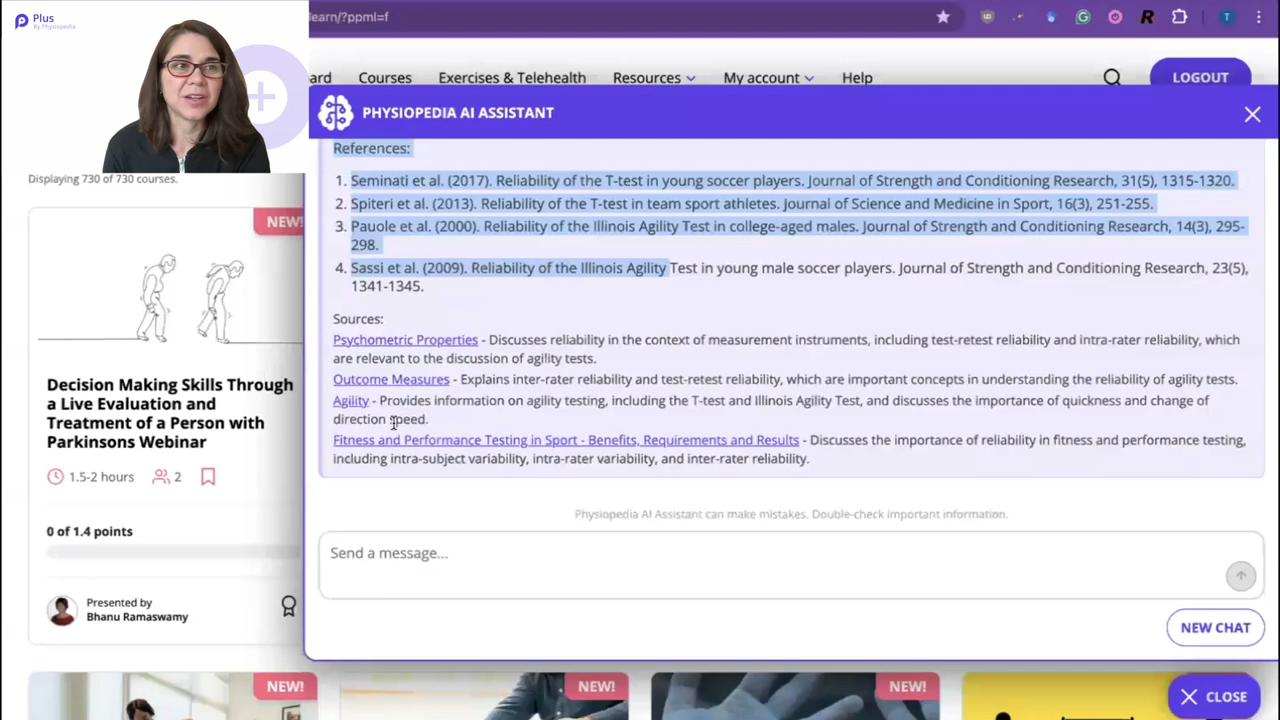 Plus
By Physiopedia
learn/?ppml=f
T
ard
Courses
Exercises & Telehealth
Resources
My account
Help
LOGOUT
PHYSIOPEDIA AI ASSISTANT
References:
1. Seminati et al. (2017). Reliability of the T-test in young soccer players. Journal of Strength and Conditioning Research, 31(5), 1315-1320.
2. Spiteri et al. (2013). Reliability of the T-test in team sport athletes. Journal of Science and Medicine in Sport, 16(3), 251-255.
3. Pauole et al. (2000). Reliability of the Illinois Agility Test in college-aged males. Journal of Strength and Conditioning Research, 14(3), 295-
298.
4. Sassi et al. (2009). Reliability of the Illinois Agility Test in young male soccer players. Journal of Strength and Conditioning Research, 23(5),
1341-1345.
Sources:
Psychometric Properties - Discusses reliability in the context of measurement instruments, including test-retest reliability and intra-rater reliability, which
are relevant to the discussion of agility tests.
Outcome Measures - Explains inter-rater reliability and test-retest reliability, which are important concepts in understanding the reliability of agility tests.
Agility - Provides information on agility testing, including the T-test and Illinois Agility Test, and discusses the importance of quickness and change of
direction speed.
Fitness and Performance Testing in Sport - Benefits, Requirements and Results - Discusses the importance of reliability in fitness and performance testing,
including intra-subject variability, intra-rater variability, and inter-rater reliability.
Physiopedia AI Assistant can make mistakes. Double-check important information.
Send a message...
NEW CHAT
CLOSE
Displaying 730 of 730 courses.
NEW!
Decision Making Skills Through
a Live Evaluation and
Treatment of a Person with
Parkinsons Webinar
1.5-2 hours
2
0 of 1.4 points
Presented by
Bhanu Ramaswamy
NEW!
NEW!
NEW!